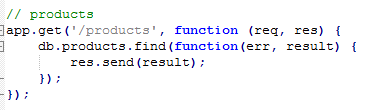 // products
app.get('/products', function (req, res) {
    db.products.find(function(err, result) {
        res.send(result);
    });
});